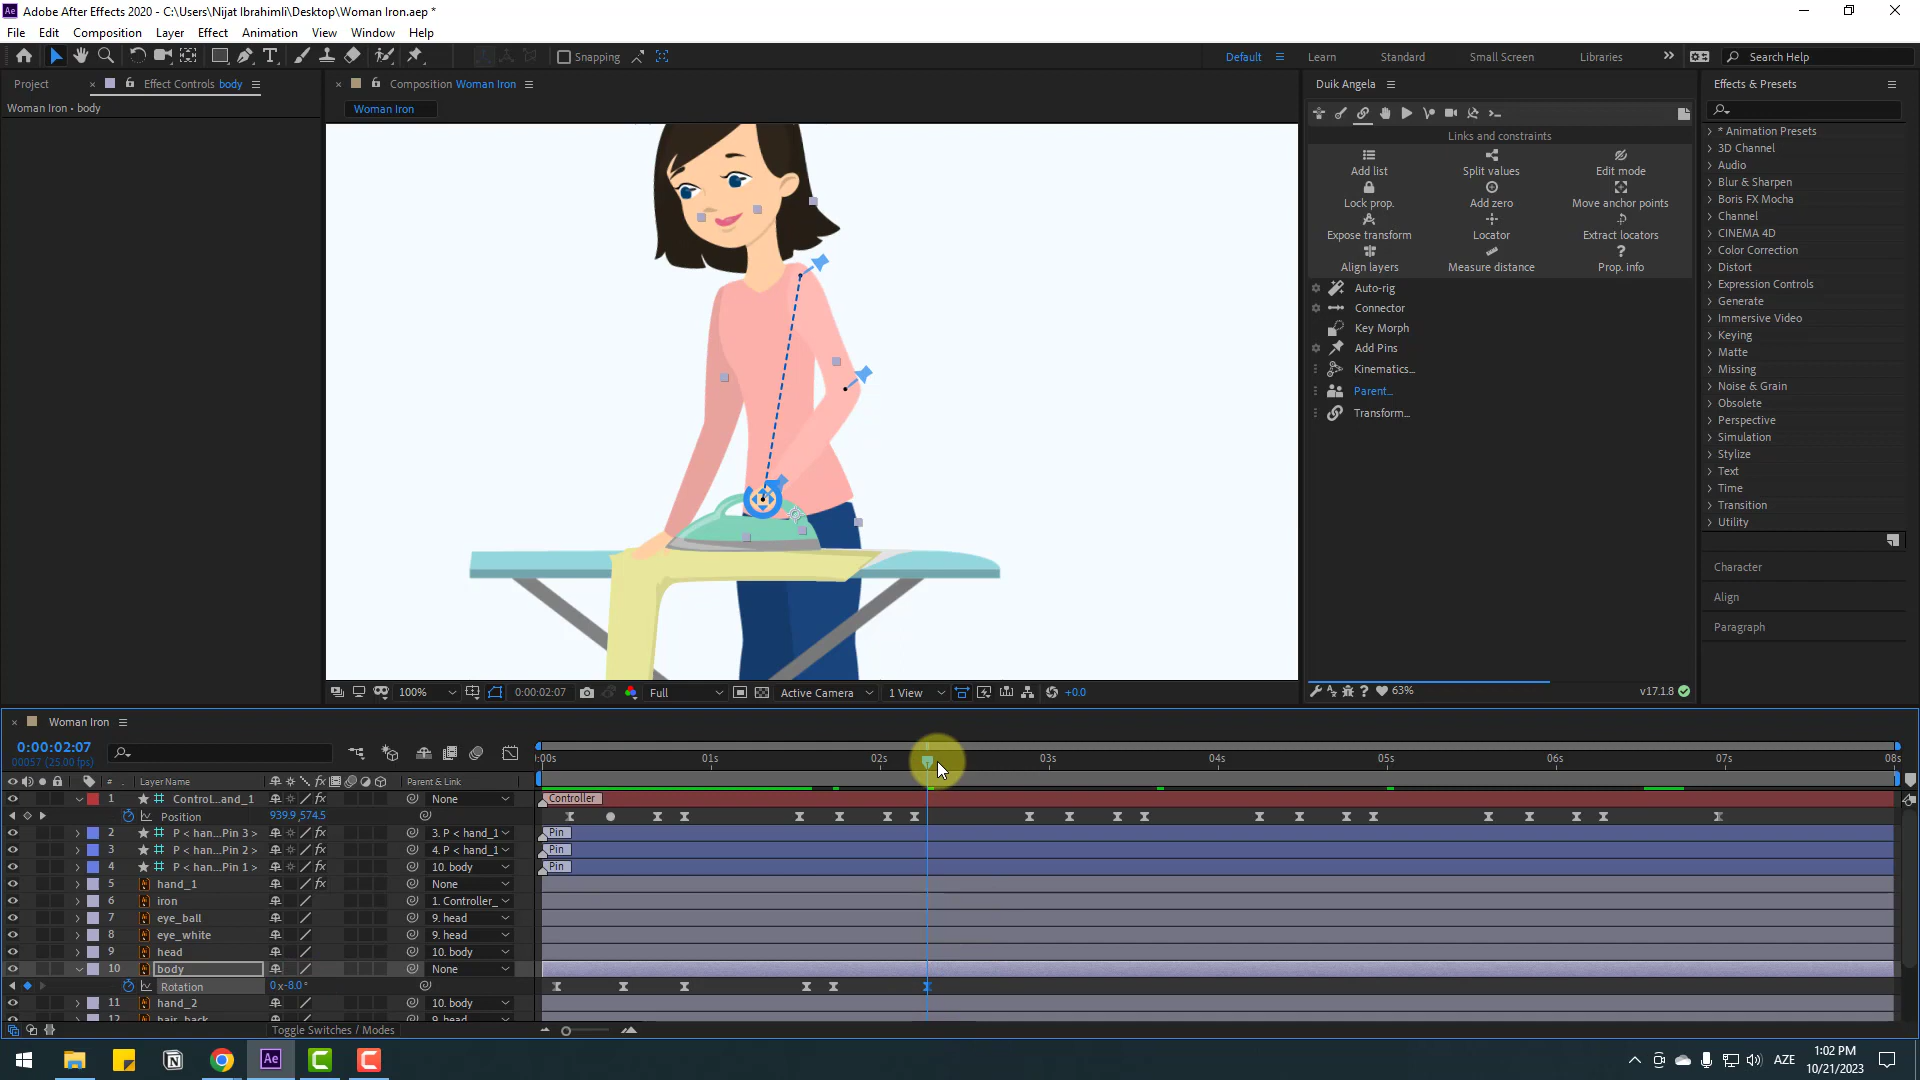 Adobe After Effects 2020 - C:\Users\Nijat Ibrahimli\Desktop\Woman Iron.aep *
File Edit Composition Layer Effect Animation View Window Help
Snapping Default Learn Standard Small Screen Libraries Search Help
Project Effect Controls body Composition Woman Iron Duik Angela Effects & Presets
Woman Iron • body
Woman Iron
Links and constraints
Add list Split values Edit mode
Lock prop. Add zero Move anchor points
Expose transform Locator Extract locators
Align layers Measure distance Prop. info
Auto-rig
Connector
Key Morph
Add Pins
Kinematics...
Parent...
Transform...
* Animation Presets
3D Channel
Audio
Blur & Sharpen
Boris FX Mocha
Channel
CINEMA 4D
Color Correction
Distort
Expression Controls
Generate
Immersive Video
Keying
Matte
Missing
Noise & Grain
Obsolete
Perspective
Simulation
Stylize
Text
Time
Transition
Utility
Character
Align
Paragraph
100% 0:00:02:07 Full Active Camera 1 View +0.0
63% v17.1.8
Woman Iron
0:00:02:07
00057 (25.00 fps)
:00s 01s 02s 03s 04s 05s 06s 07s 08s
# Layer Name Parent & Link
1 Control...and_1 None Controller
Position 939.9,574.5
2 P < han...Pin 3 > 3. P < hand_1 Pin
3 P < han...Pin 2 > 4. P < hand_1 Pin
4 P < han...Pin 1 > 10. body Pin
5 hand_1 None
6 iron 1. Controller_
7 eye_ball 9. head
8 eye_white 9. head
9 head 10. body
10 body None
Rotation 0x-8.0°
11 hand_2 10. body
12 hair_back 9. head
Toggle Switches / Modes
Ae
AZE
1:02 PM
10/21/2023